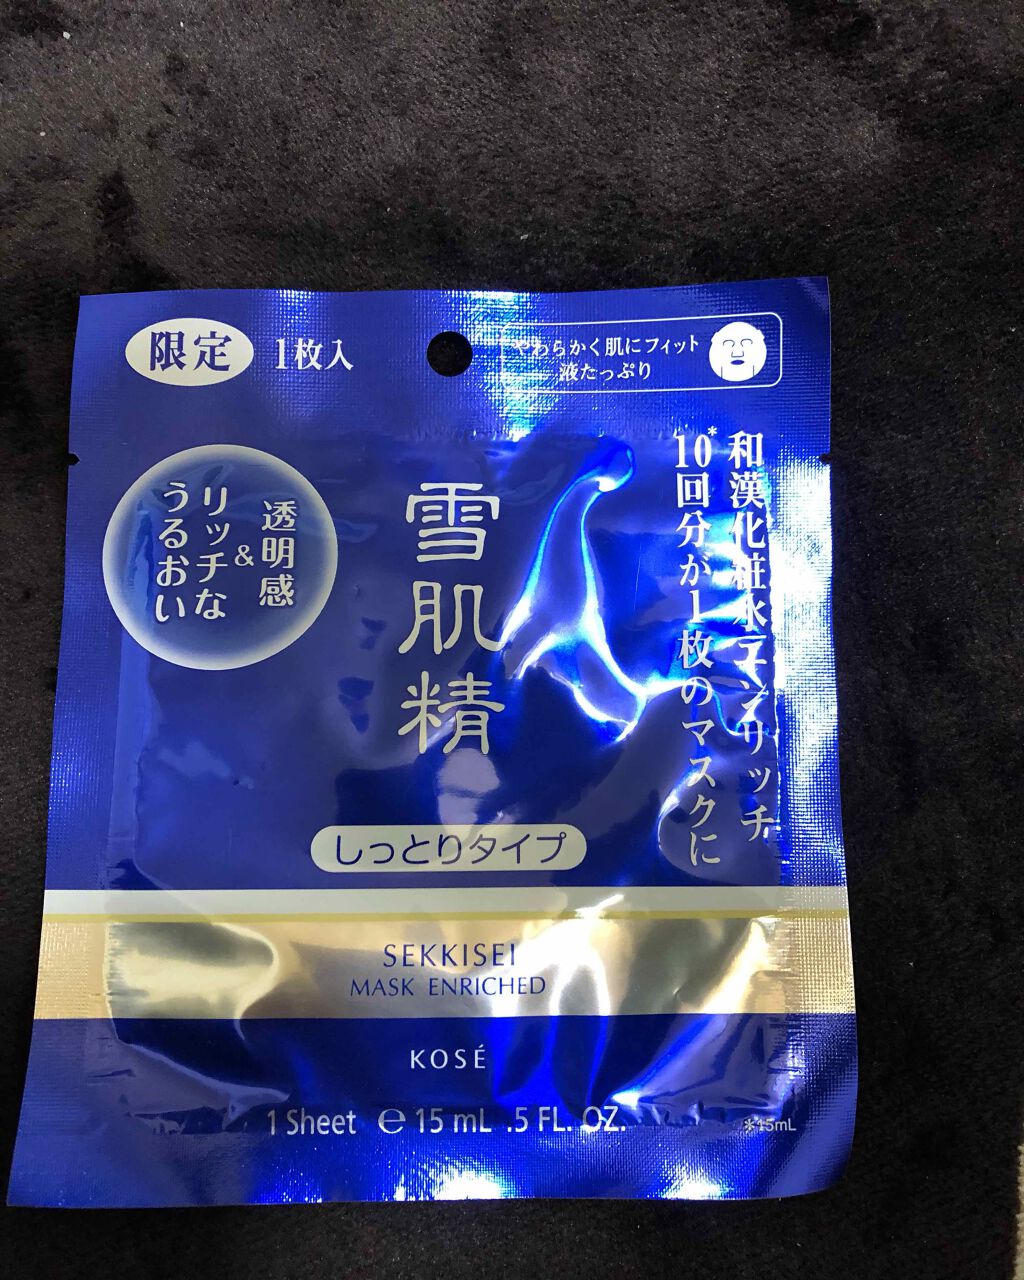 限定
1枚入
やわらかく肌にフィット
液たっぷり
和漢化粧水エンリッチ
10*回分が1枚のマスクに
透明感
&
リッチな
うるおい
雪肌精
しっとりタイプ
SEKKISEI
MASK ENRICHED
KOSÉ
1 Sheet ℮ 15 mL .5 FL. OZ.
*15mL